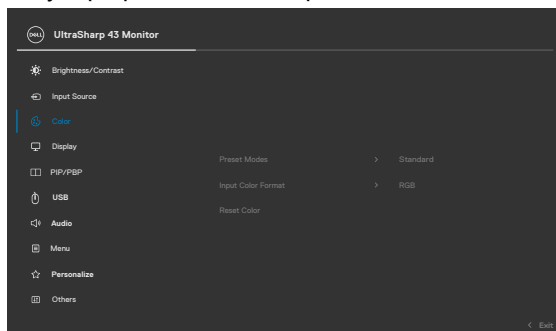 DELL UltraSharp 43 Monitor
Brightness/Contrast
Input Source
Color
Display
Preset Modes > Standard
PIP/PBP
Input Color Format > RGB
USB
Reset Color
Audio
Menu
Personalize
Others
< Exit